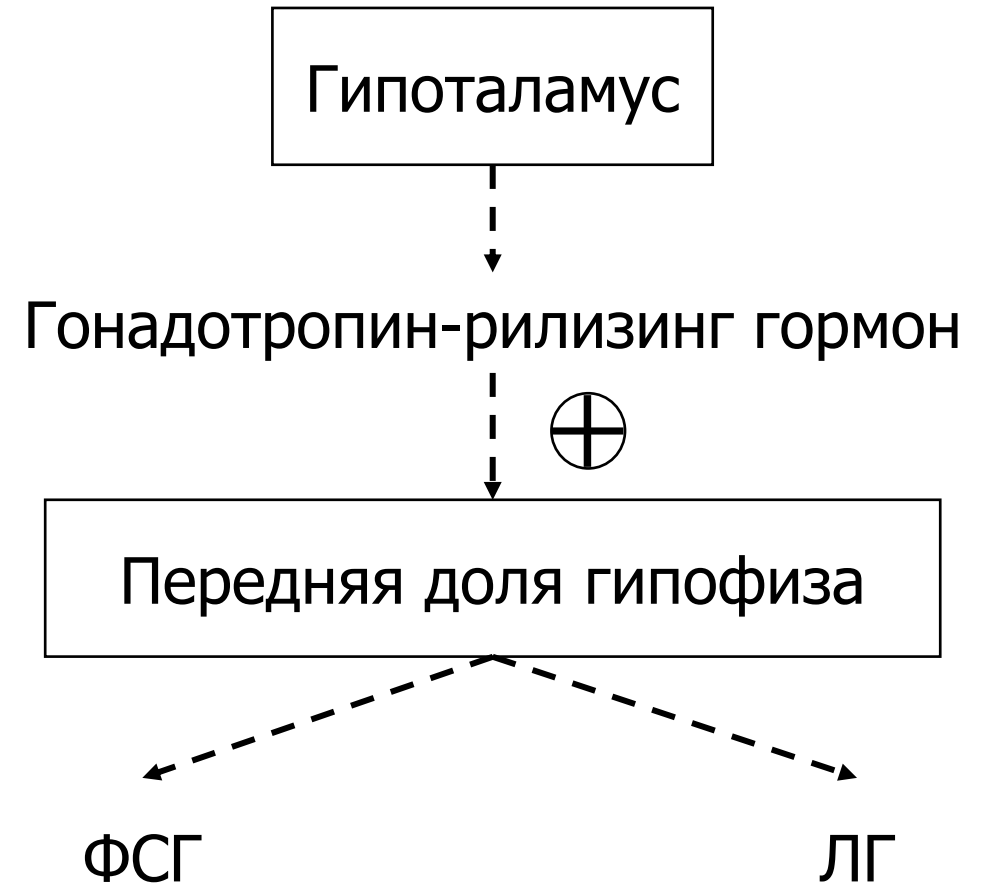 Гипоталамус
Гонадотропин-рилизинг гормон
Передняя доля гипофиза
ФСГ
ЛГ